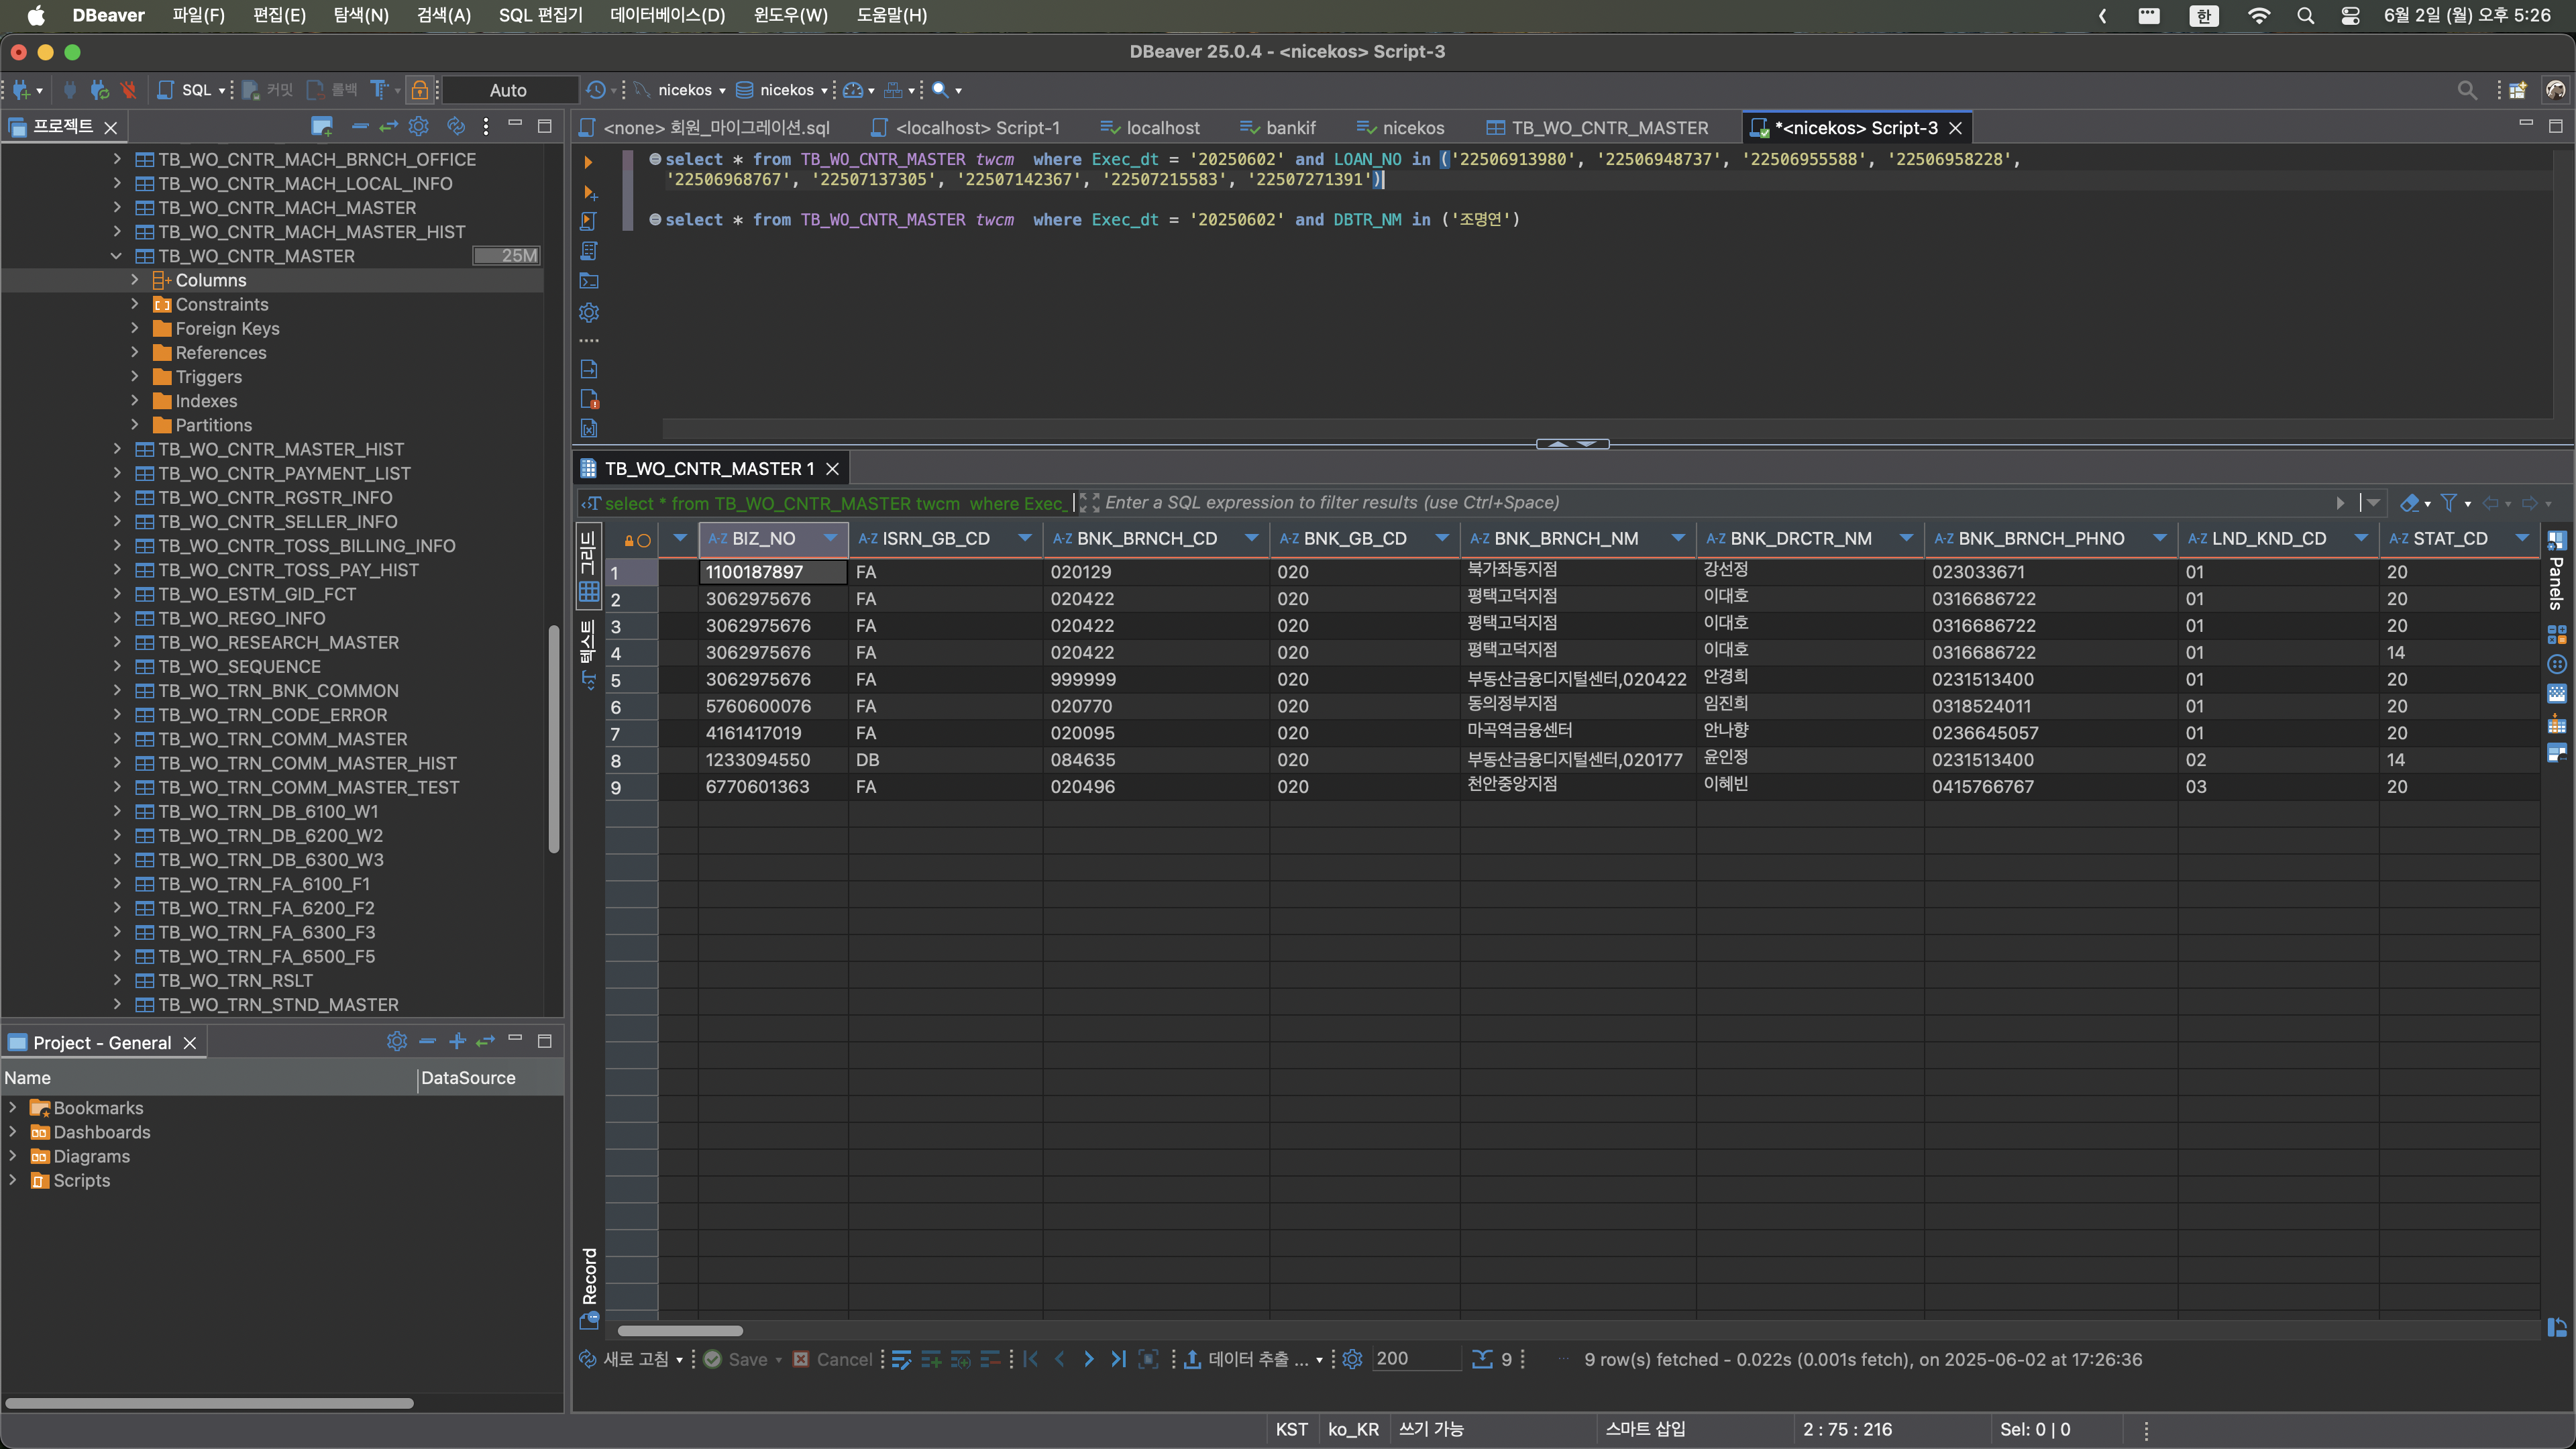 DBeaver 파일(F) 편집(E) 탐색(N) 검색(A) SQL 편집기 데이터베이스(D) 윈도우(W) 도움말(H) 한 6월 2일 (월) 오후 5:26
DBeaver 25.0.4 - <nicekos> Script-3
SQL 커밋 롤백 Auto nicekos nicekos
프로젝트
TB_WO_CNTR_MACH_BRNCH_OFFICE
TB_WO_CNTR_MACH_LOCAL_INFO
TB_WO_CNTR_MACH_MASTER
TB_WO_CNTR_MACH_MASTER_HIST
TB_WO_CNTR_MASTER 25M
Columns
Constraints
Foreign Keys
References
Triggers
Indexes
Partitions
TB_WO_CNTR_MASTER_HIST
TB_WO_CNTR_PAYMENT_LIST
TB_WO_CNTR_RGSTR_INFO
TB_WO_CNTR_SELLER_INFO
TB_WO_CNTR_TOSS_BILLING_INFO
TB_WO_CNTR_TOSS_PAY_HIST
TB_WO_ESTM_GID_FCT
TB_WO_REGO_INFO
TB_WO_RESEARCH_MASTER
TB_WO_SEQUENCE
TB_WO_TRN_BNK_COMMON
TB_WO_TRN_CODE_ERROR
TB_WO_TRN_COMM_MASTER
TB_WO_TRN_COMM_MASTER_HIST
TB_WO_TRN_COMM_MASTER_TEST
TB_WO_TRN_DB_6100_W1
TB_WO_TRN_DB_6200_W2
TB_WO_TRN_DB_6300_W3
TB_WO_TRN_FA_6100_F1
TB_WO_TRN_FA_6200_F2
TB_WO_TRN_FA_6300_F3
TB_WO_TRN_FA_6500_F5
TB_WO_TRN_RSLT
TB_WO_TRN_STND_MASTER
Project - General
Name DataSource
Bookmarks
Dashboards
Diagrams
Scripts
<none> 회원_마이그레이션.sql <localhost> Script-1 localhost bankif nicekos TB_WO_CNTR_MASTER *<nicekos> Script-3
select * from TB_WO_CNTR_MASTER twcm where Exec_dt = '20250602' and LOAN_NO in ('22506913980', '22506948737', '22506955588', '22506958228',
'22506968767', '22507137305', '22507142367', '22507215583', '22507271391')
select * from TB_WO_CNTR_MASTER twcm where Exec_dt = '20250602' and DBTR_NM in ('조명연')
TB_WO_CNTR_MASTER 1
select * from TB_WO_CNTR_MASTER twcm where Exec_ Enter a SQL expression to filter results (use Ctrl+Space)
그리드
텍스트
Record
Panels
BIZ_NO ISRN_GB_CD BNK_BRNCH_CD BNK_GB_CD BNK_BRNCH_NM BNK_DRCTR_NM BNK_BRNCH_PHNO LND_KND_CD STAT_CD
1 1100187897 FA 020129 020 북가좌동지점 강선정 023033671 01 20
2 3062975676 FA 020422 020 평택고덕지점 이대호 0316686722 01 20
3 3062975676 FA 020422 020 평택고덕지점 이대호 0316686722 01 20
4 3062975676 FA 020422 020 평택고덕지점 이대호 0316686722 01 14
5 3062975676 FA 999999 020 부동산금융디지털센터,020422 안경희 0231513400 01 20
6 5760600076 FA 020770 020 동의정부지점 임진희 0318524011 01 20
7 4161417019 FA 020095 020 마곡역금융센터 안나향 0236645057 01 20
8 1233094550 DB 084635 020 부동산금융디지털센터,020177 윤인정 0231513400 02 14
9 6770601363 FA 020496 020 천안중앙지점 이혜빈 0415766767 03 20
새로 고침 Save Cancel 데이터 추출 ... 200 9 9 row(s) fetched - 0.022s (0.001s fetch), on 2025-06-02 at 17:26:36
KST ko_KR 쓰기 가능 스마트 삽입 2 : 75 : 216 Sel: 0 | 0